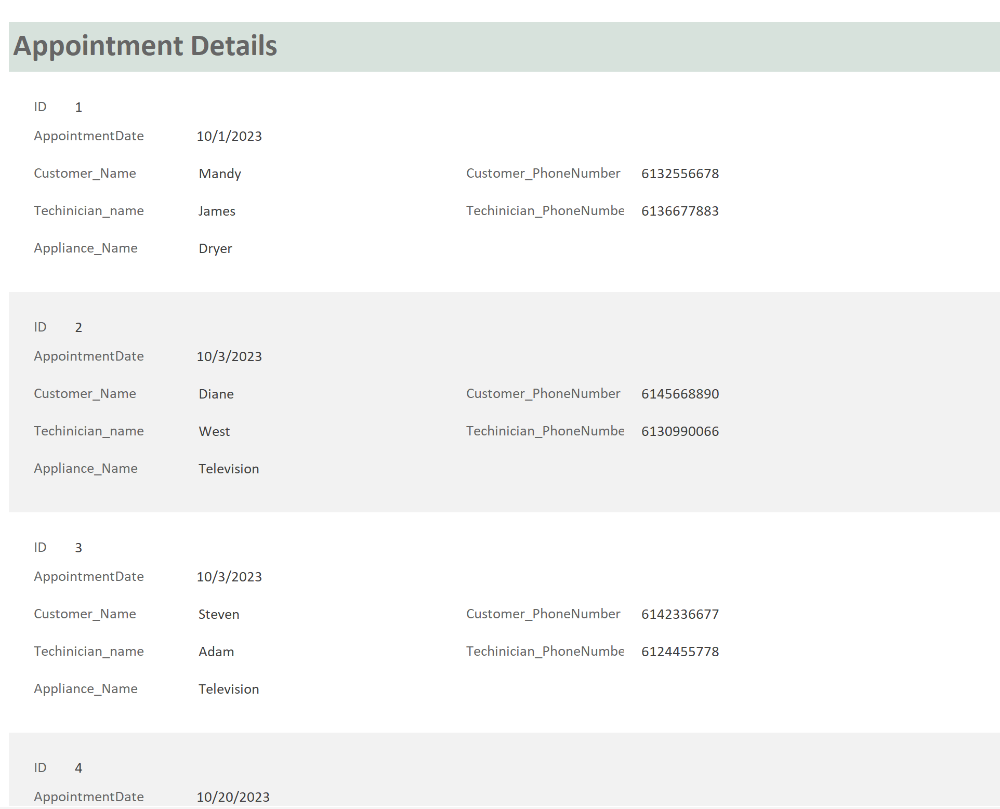 Appointment Details
ID 1
AppointmentDate 10/1/2023
Customer_Name Mandy Customer_PhoneNumber 6132556678
Techinician_name James Techinician_PhoneNumbe 6136677883
Appliance_Name Dryer
ID 2
AppointmentDate 10/3/2023
Customer_Name Diane Customer_PhoneNumber 6145668890
Techinician_name West Techinician_PhoneNumbe 6130990066
Appliance_Name Television
ID 3
AppointmentDate 10/3/2023
Customer_Name Steven Customer_PhoneNumber 6142336677
Techinician_name Adam Techinician_PhoneNumbe 6124455778
Appliance_Name Television
ID 4
AppointmentDate 10/20/2023